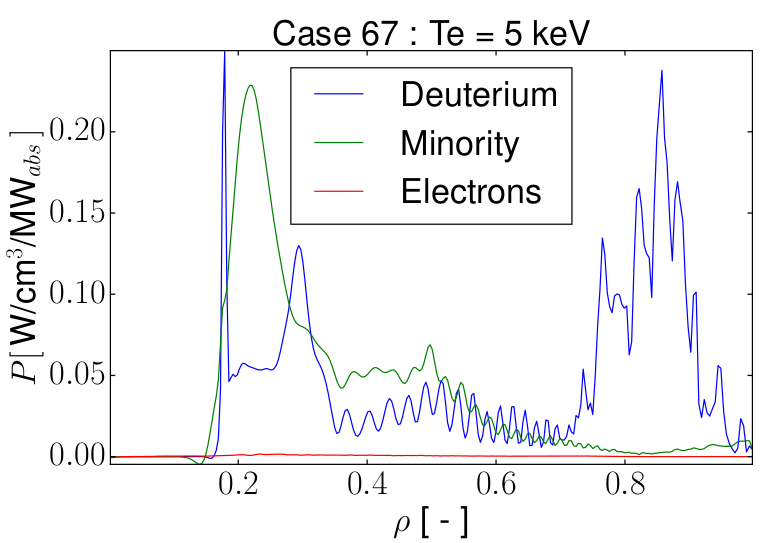 Case 67 : Te = 5 keV
P[W/cm³/MW_abs]
0.20
0.15
0.10
0.05
0.00
Deuterium
Minority
Electrons
0.2 0.4 0.6 0.8
ρ [ - ]